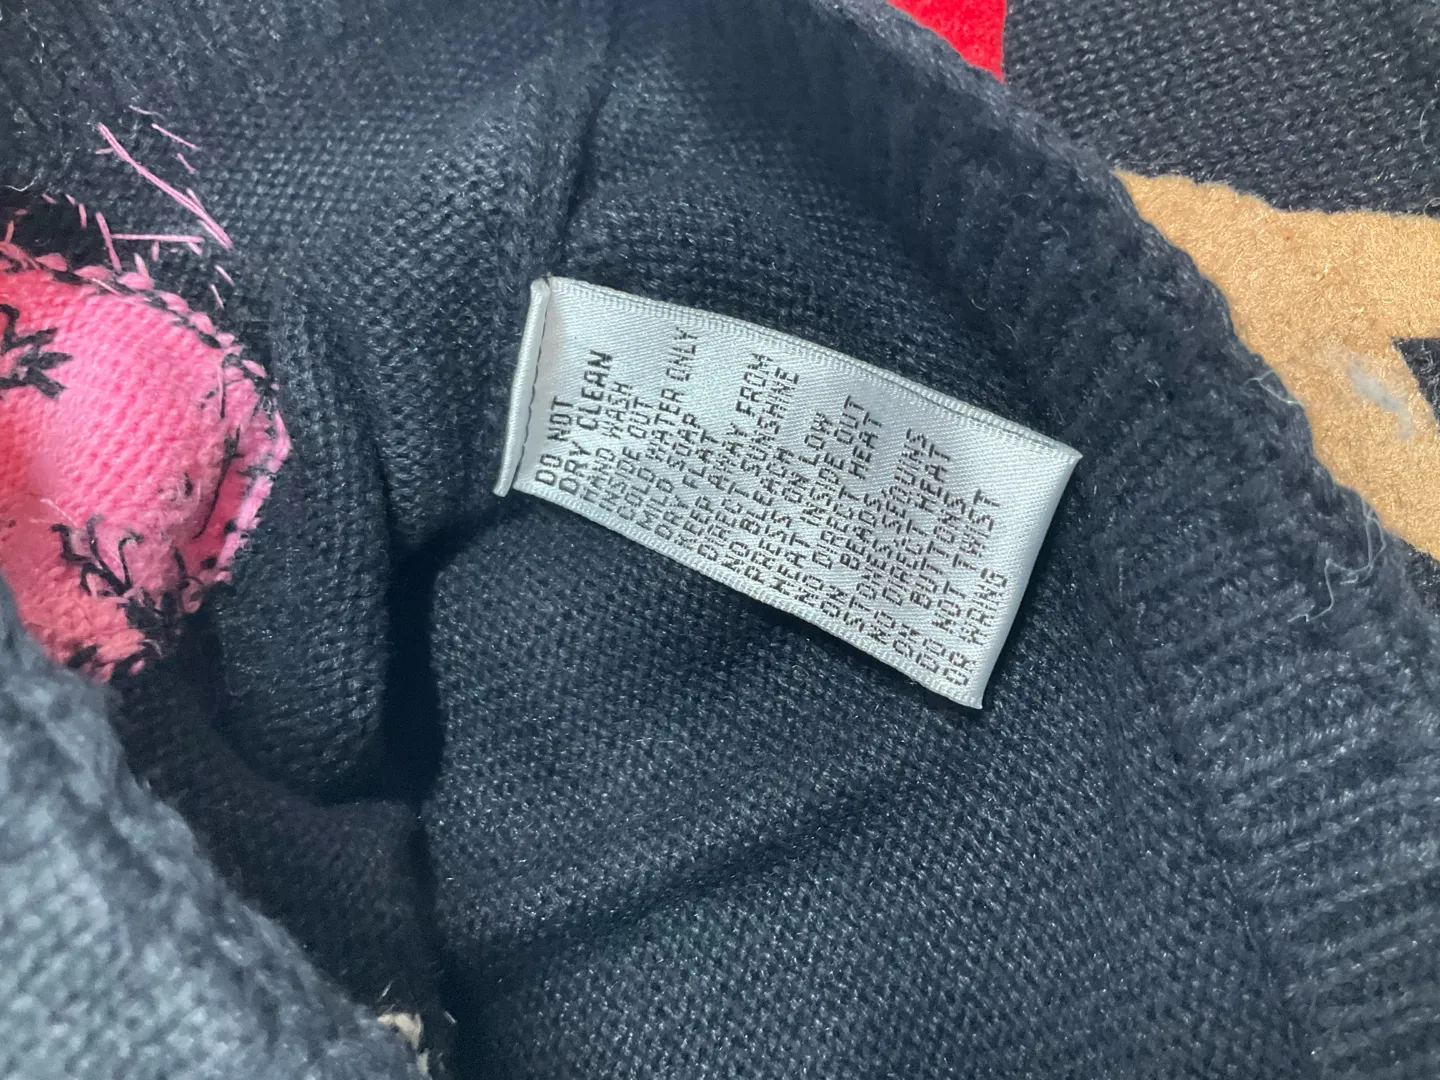 DO NOT
DRY CLEAN
HAND WASH
INSIDE OUT
COLD WATER ONLY
MILD SOAP
DRY FLAT
KEEP AWAY FROM
DIRECT SUNSHINE
NO BLEACH
PRESS ON LOW
HEAT INSIDE OUT
NO DIRECT HEAT
ON BEADS
STONES/SEQUINS
NO DIRECT HEAT
ON BUTTONS
DO NOT TWIST
OR WRING